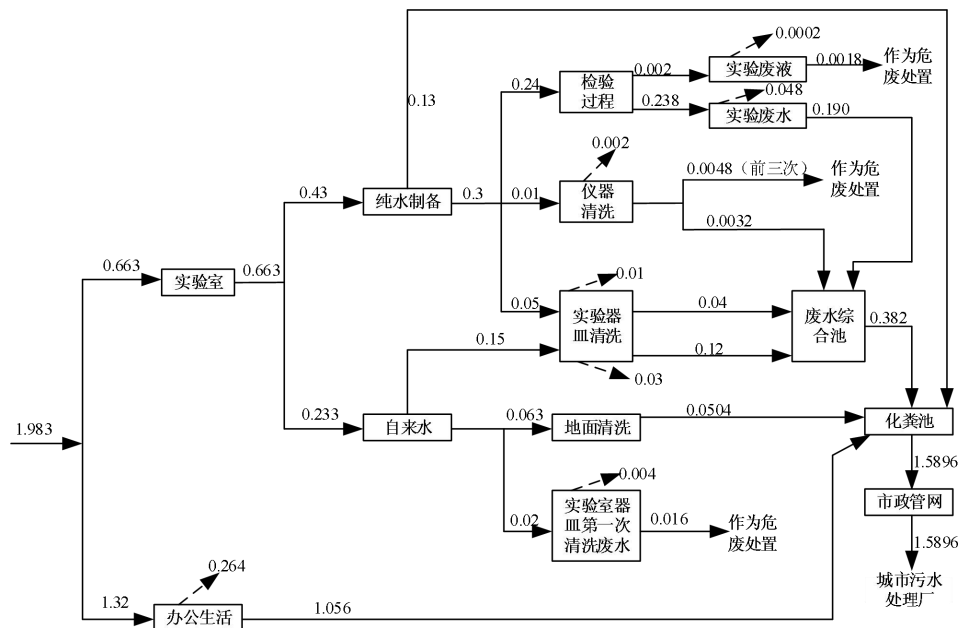 0.0002
0.002
实验废液
0.0018
作为危
废处置
0.24
检验
过程
0.13
0.238
0.048
实验废水
0.190
0.002
0.43
纯水制备
0.3
0.01
仪器
清洗
0.0048（前三次）
作为危
废处置
0.0032
0.663
实验室
0.663
0.01
0.05
实验器
皿清洗
0.04
废水综
合池
0.382
0.15
0.12
0.03
0.233
自来水
0.063
地面清洗
0.0504
化粪池
1.983
1.5896
0.004
实验室器
皿第一次
清洗废水
0.02
0.016
作为危
废处置
市政管网
1.5896
0.264
城市污水
处理厂
1.32
办公生活
1.056